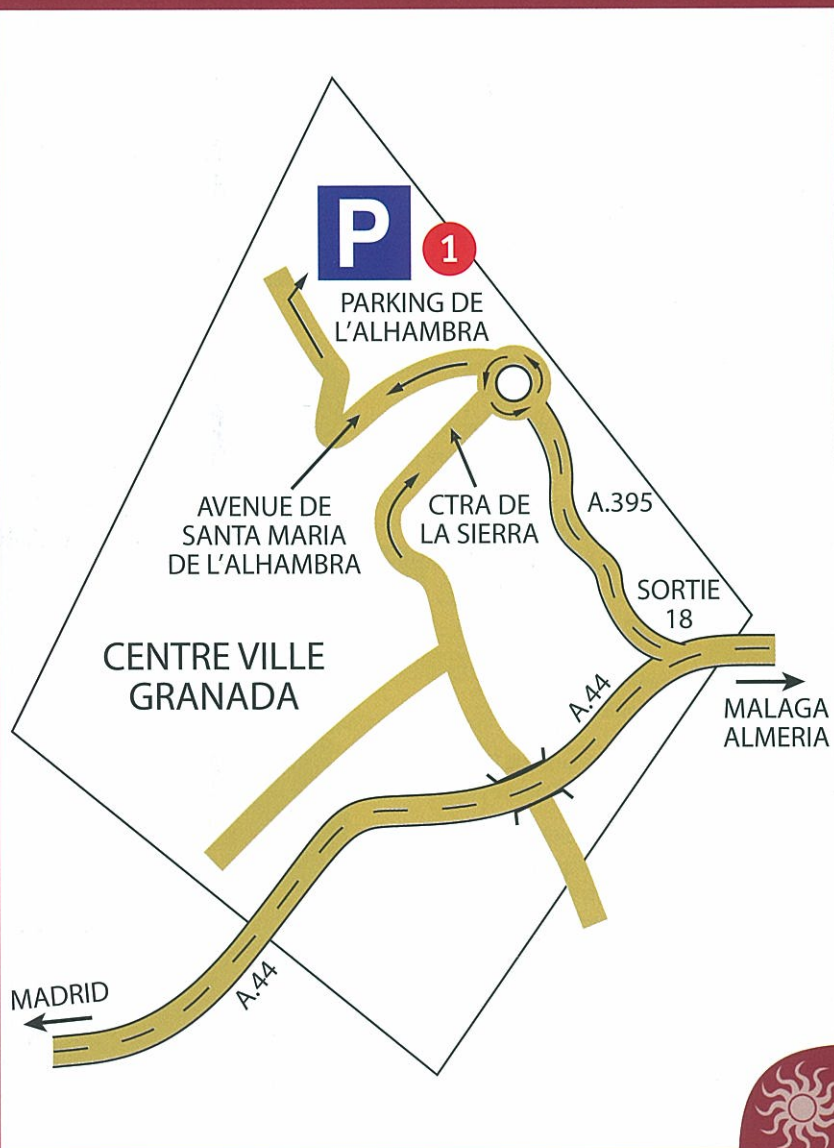 P
1
PARKING DE
L'ALHAMBRA
AVENUE DE
SANTA MARIA
DE L'ALHAMBRA
CTRA DE
LA SIERRA
A.395
SORTIE
18
CENTRE VILLE
GRANADA
A.44
MALAGA
ALMERIA
MADRID
A.44